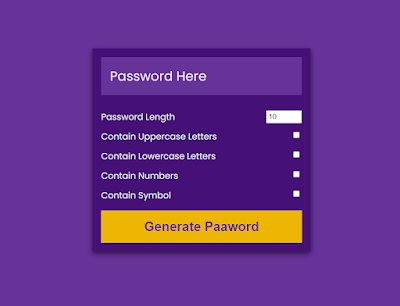 Password Here
Password Length 10
Contain Uppercase Letters
Contain Lowercase Letters
Contain Numbers
Contain Symbol
Generate Paaword